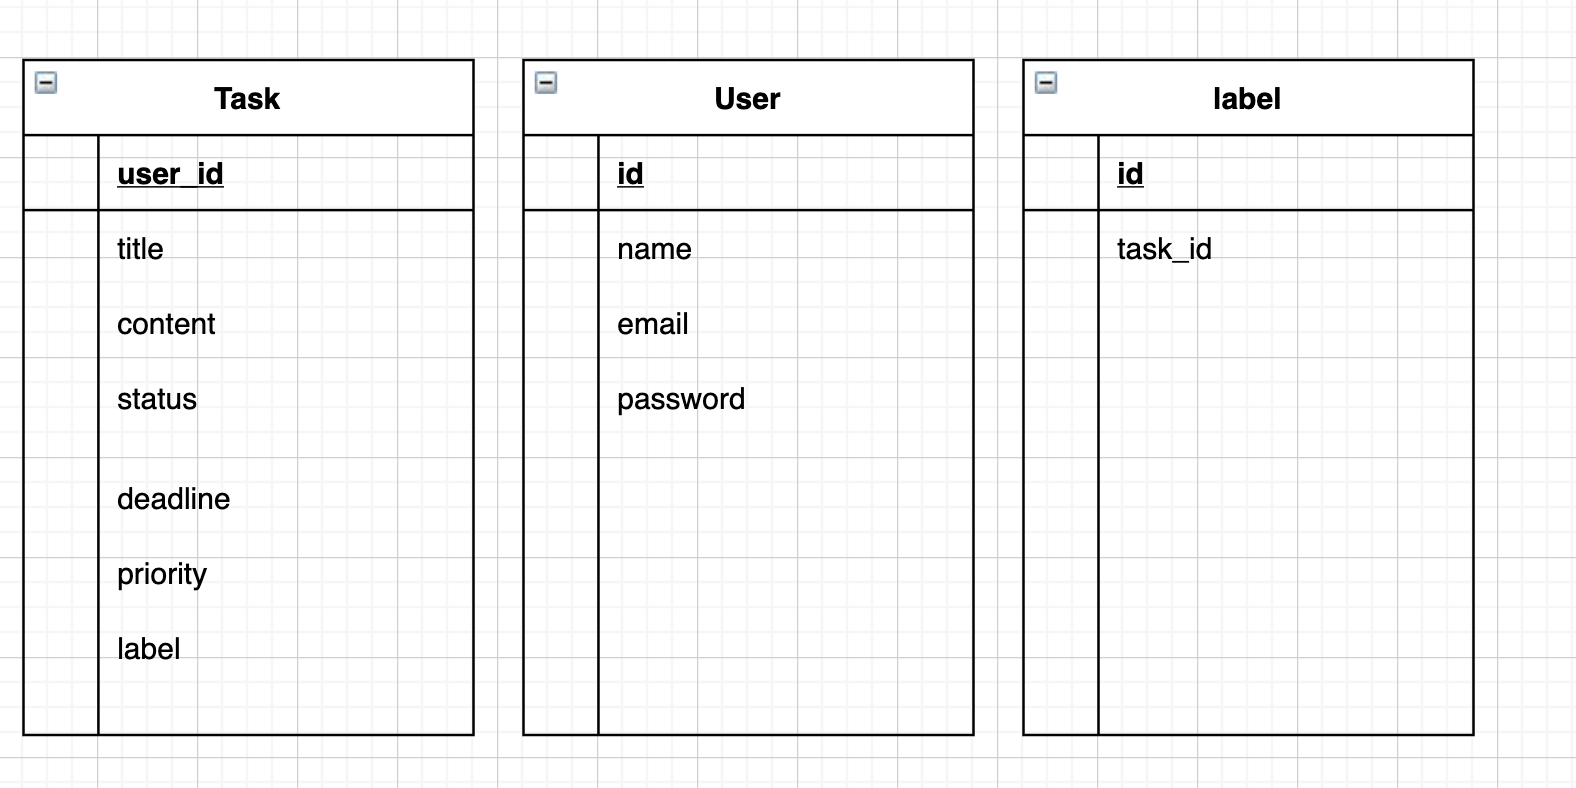 Task
user_id
title
content
status
deadline
priority
label
User
id
name
email
password
label
id
task_id